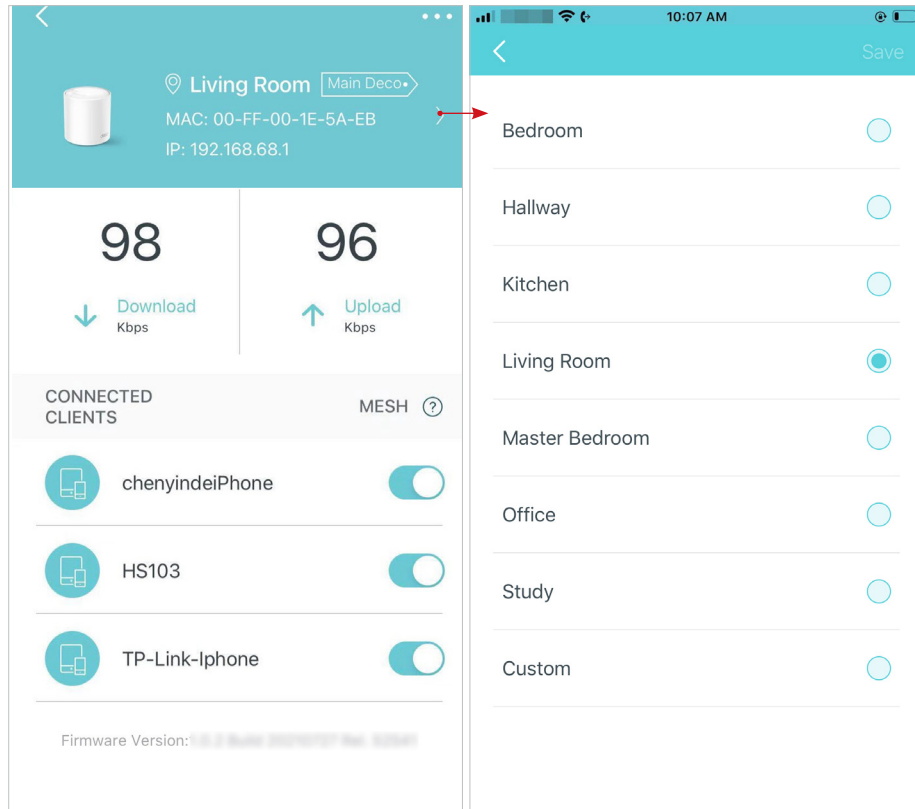 Living Room Main Deco
MAC: 00-FF-00-1E-5A-EB
IP: 192.168.68.1
98
Download
Kbps
96
Upload
Kbps
CONNECTED
CLIENTS
MESH ?
chenyindeiPhone
HS103
TP-Link-Iphone
Firmware Version:
10:07 AM
Save
Bedroom
Hallway
Kitchen
Living Room
Master Bedroom
Office
Study
Custom